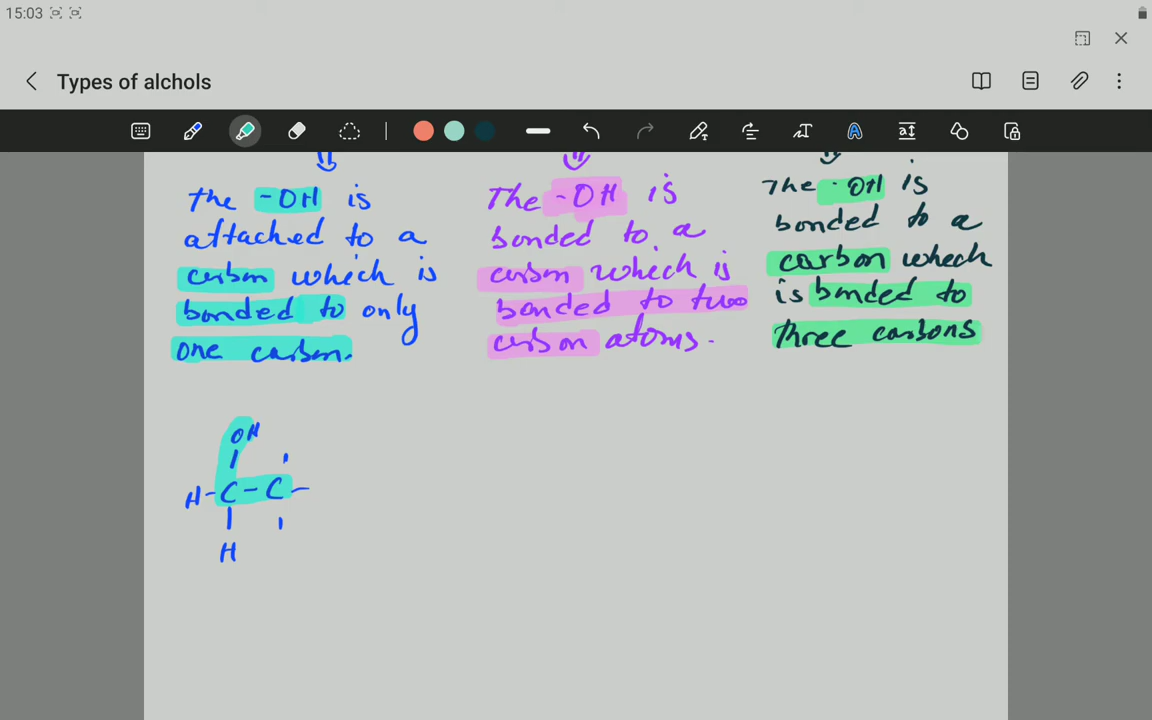 15:03
Types of alchols
The -OH is
attached to a
carbon which is
bonded to only
one carbon.
The -OH is
bonded to a
carbon which is
bonded to two
carbon atoms.
The -OH is
bonded to a
carbon which
is bonded to
three carbons
OH
H-C-C-
H